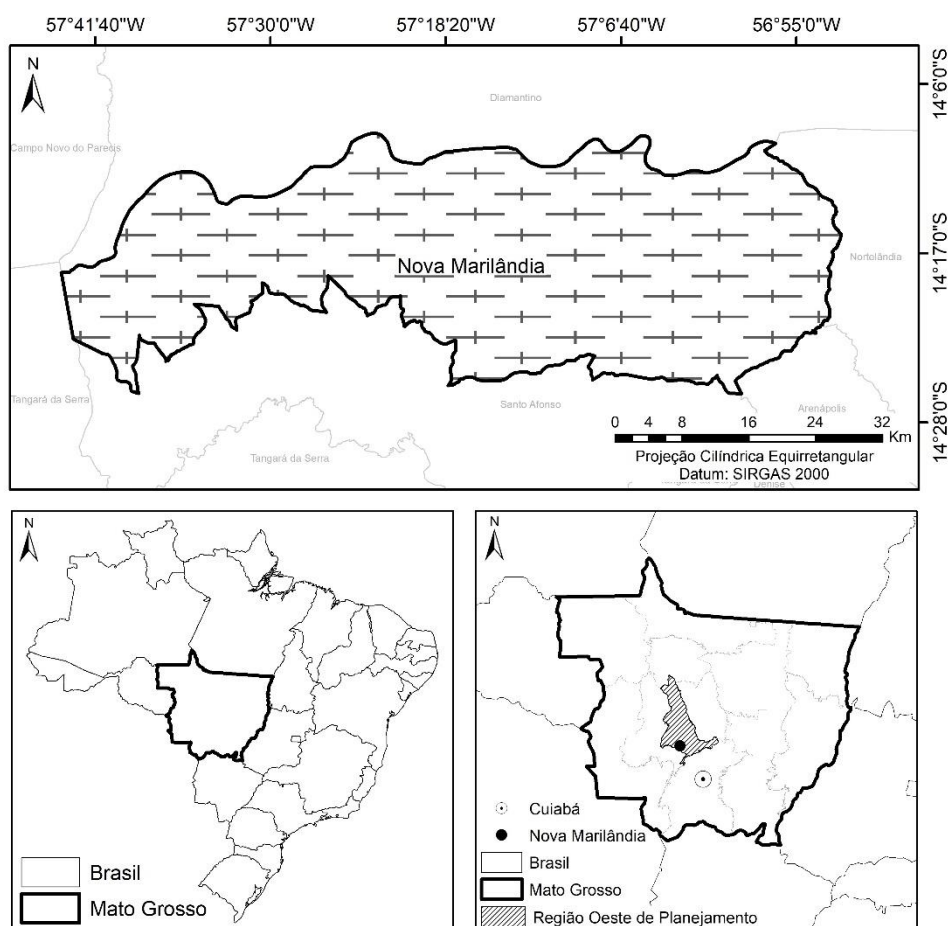 57°41'40"W 57°30'0"W 57°18'20"W 57°6'40"W 56°55'0"W
N
14°6'0"S
Diamantino
Campo Novo do Parecis
Nova Marilândia
14°17'0"S
Nortelândia
Tangará da Serra
Santo Afonso
Arenápolis
14°28'0"S
0 4 8 16 24 32
Km
Tangará da Serra
Projeção Cilíndrica Equirretangular
Datum: SIRGAS 2000
Denise
N
Brasil
Mato Grosso
N
Cuiabá
Nova Marilândia
Brasil
Mato Grosso
Região Oeste de Planejamento